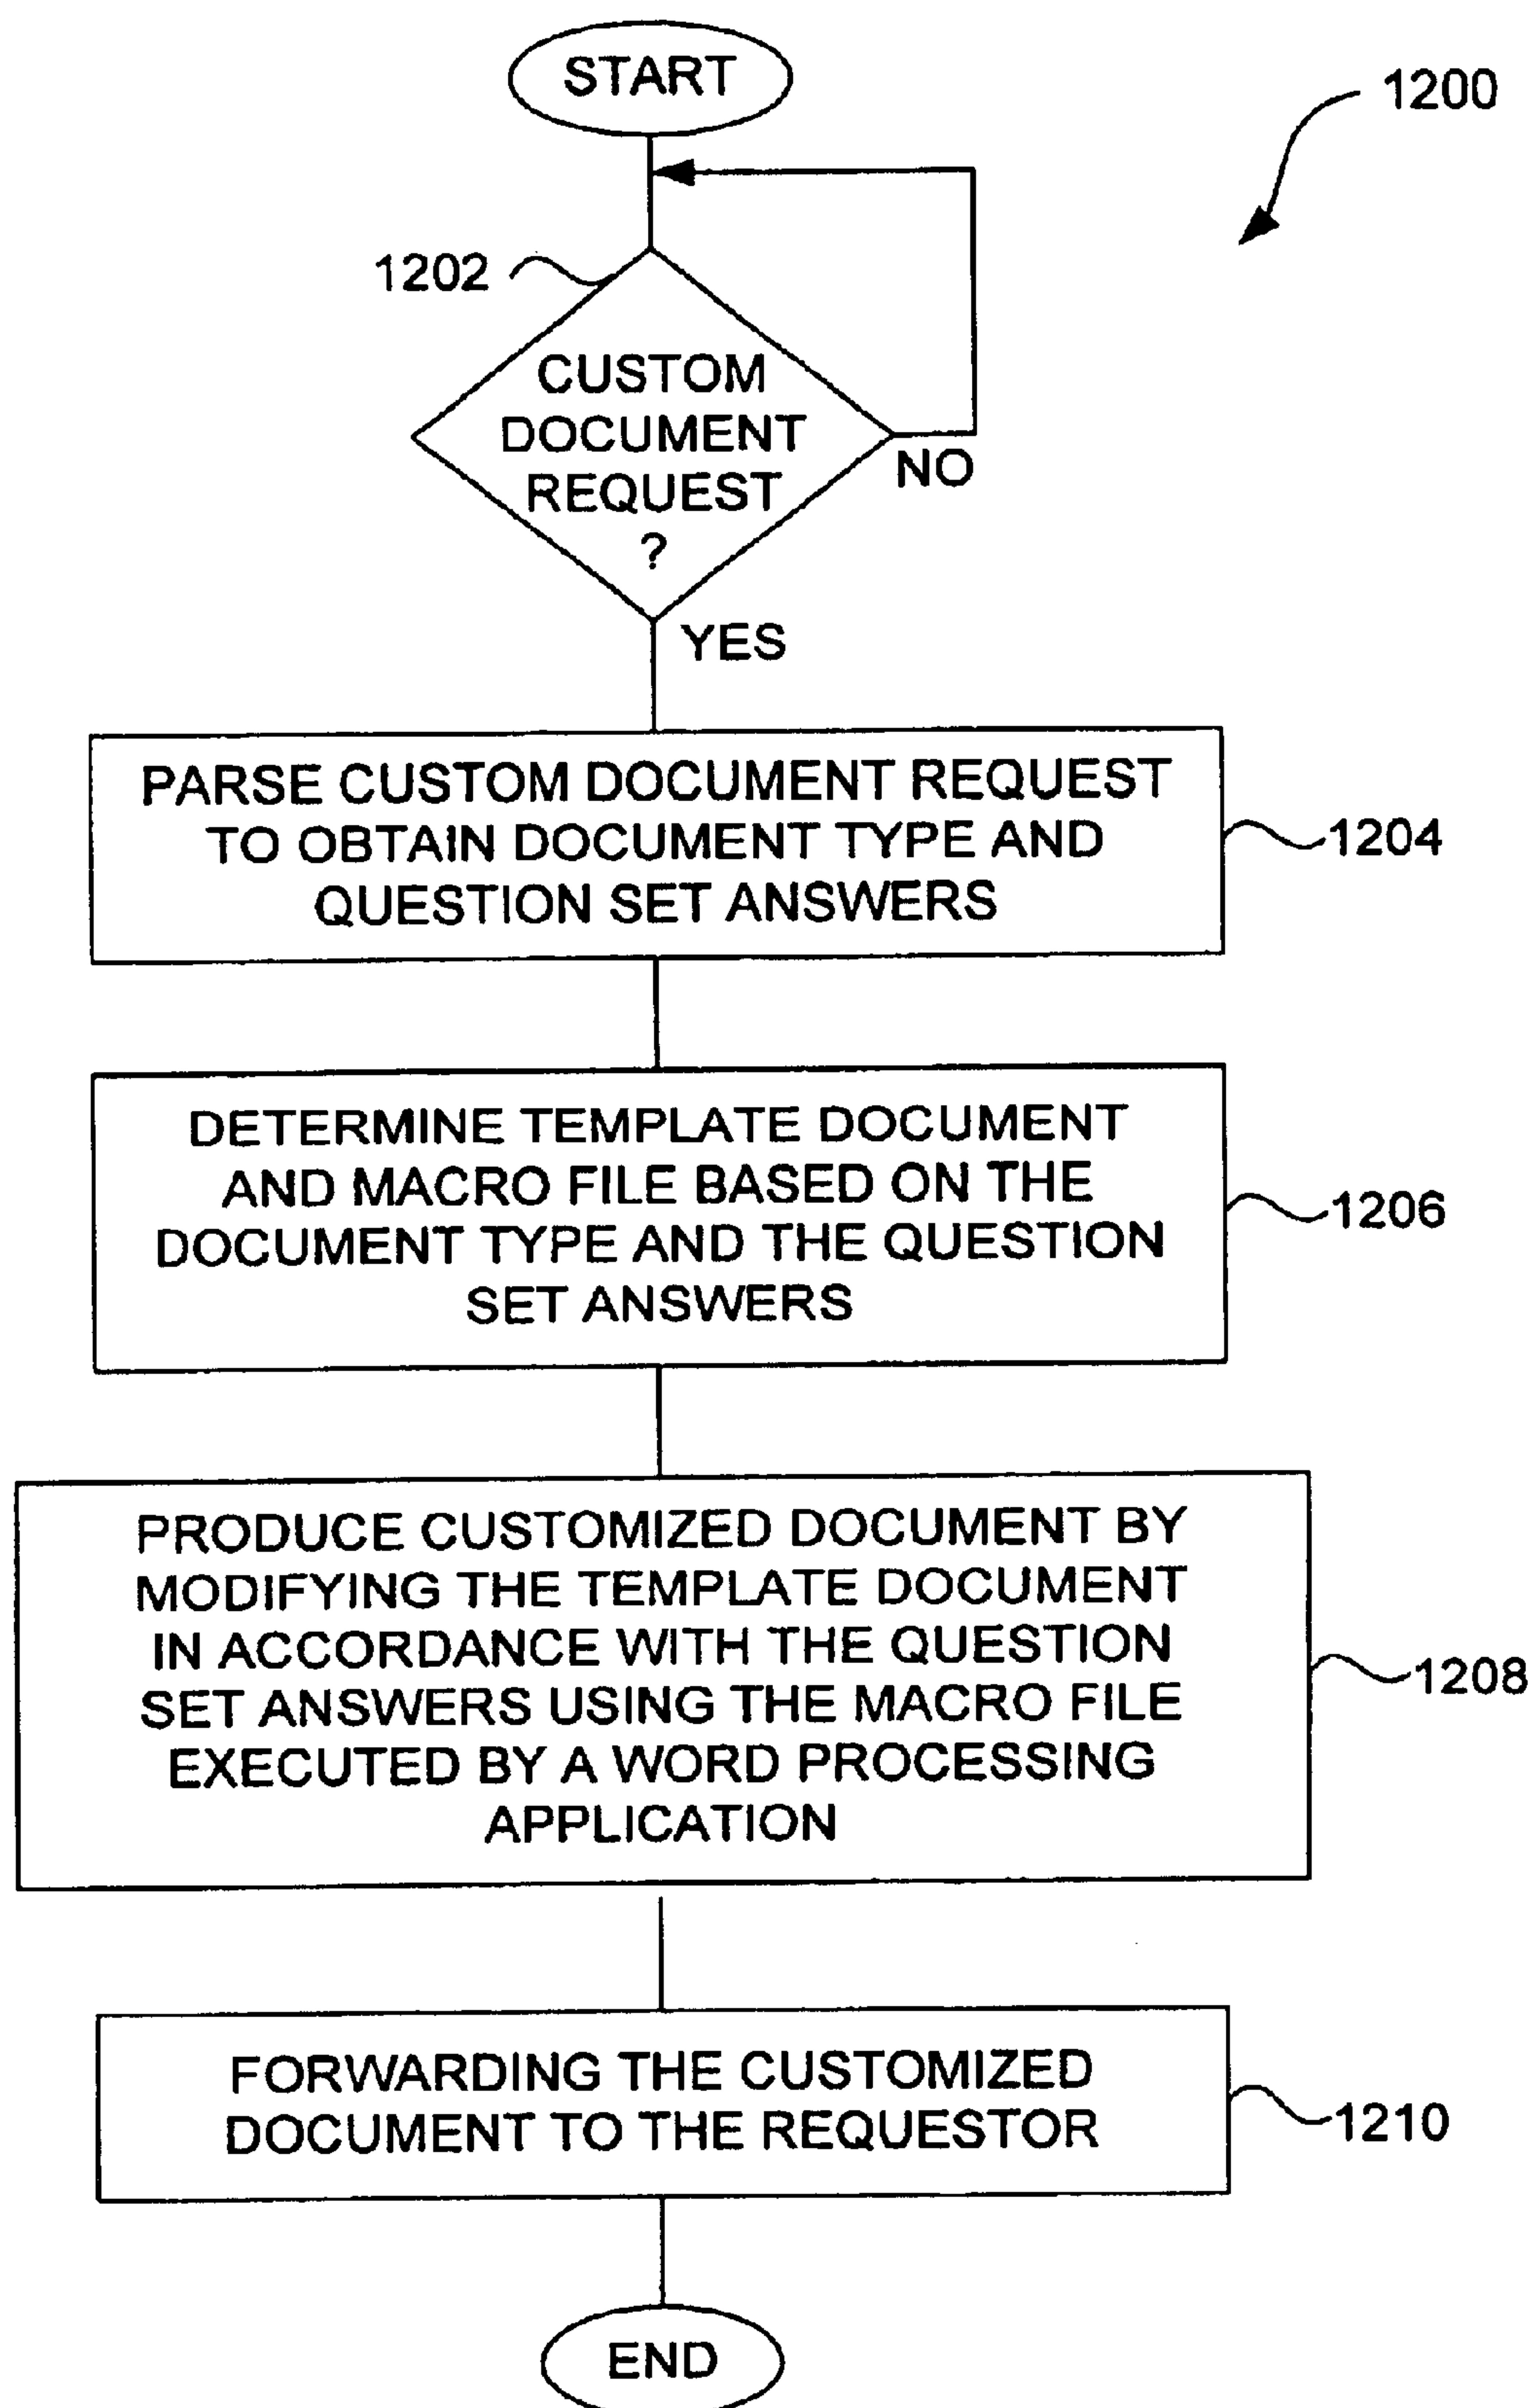 START
1200
1202
CUSTOM
DOCUMENT
REQUEST
?
NO
YES
PARSE CUSTOM DOCUMENT REQUEST
TO OBTAIN DOCUMENT TYPE AND
QUESTION SET ANSWERS
1204
DETERMINE TEMPLATE DOCUMENT
AND MACRO FILE BASED ON THE
DOCUMENT TYPE AND THE QUESTION
SET ANSWERS
1206
PRODUCE CUSTOMIZED DOCUMENT BY
MODIFYING THE TEMPLATE DOCUMENT
IN ACCORDANCE WITH THE QUESTION
SET ANSWERS USING THE MACRO FILE
EXECUTED BY A WORD PROCESSING
APPLICATION
1208
FORWARDING THE CUSTOMIZED
DOCUMENT TO THE REQUESTOR
1210
END